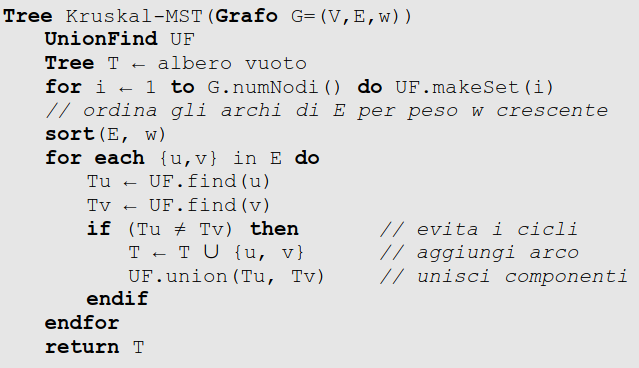 Tree Kruskal-MST(Grafo G=(V,E,w))
UnionFind UF
Tree T ← albero vuoto
for i ← 1 to G.numNodi() do UF.makeSet(i)
// ordina gli archi di E per peso w crescente
sort(E, w)
for each {u,v} in E do
Tu ← UF.find(u)
Tv ← UF.find(v)
if (Tu ≠ Tv) then // evita i cicli
T ← T ∪ {u, v} // aggiungi arco
UF.union(Tu, Tv) // unisci componenti
endif
endfor
return T